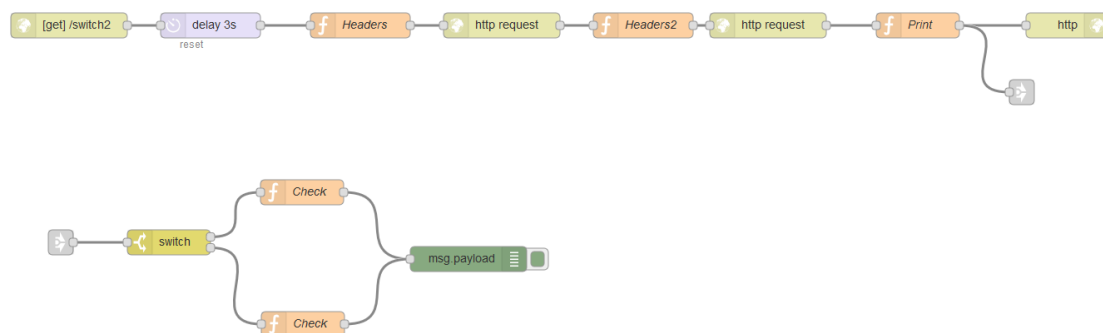 [get] /switch2
delay 3s
reset
Headers
http request
Headers2
http request
Print
http
Check
switch
msg.payload
Check